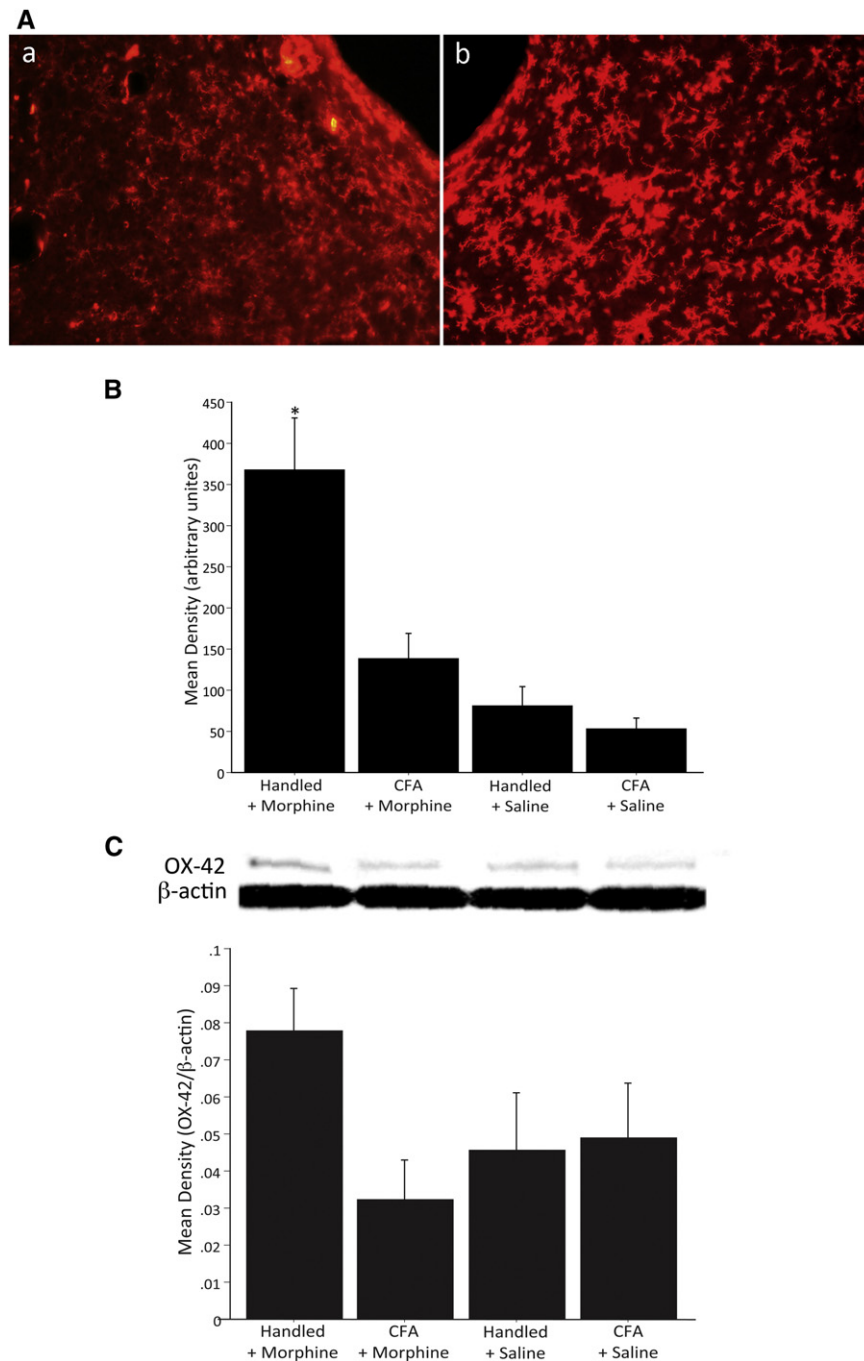 A
a
b
B
450
400
350
300
250
200
150
100
50
0
Mean Density (arbitrary unites)
*
Handled
+ Morphine
CFA
+ Morphine
Handled
+ Saline
CFA
+ Saline
C
OX-42
β-actin
.1
.09
.08
.07
.06
.05
.04
.03
.02
.01
0
Mean Density (OX-42/β-actin)
Handled
+ Morphine
CFA
+ Morphine
Handled
+ Saline
CFA
+ Saline